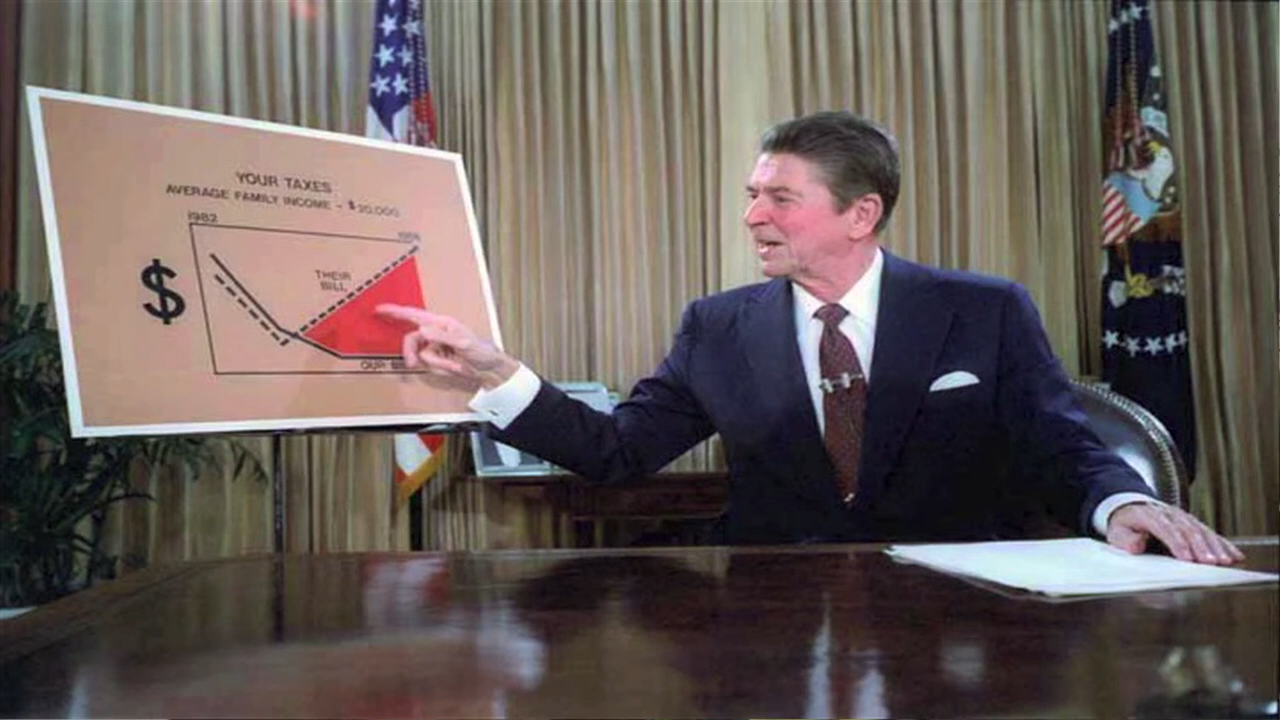 YOUR TAXES
AVERAGE FAMILY INCOME - $20,000
1982
$
THEIR
BILL
OUR